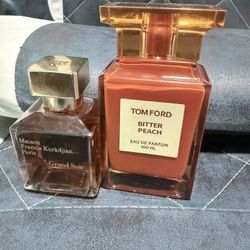 Maison
Francis Kurkdjian
Paris
Grand Soir
TOM FORD
BITTER
PEACH
EAU DE PARFUM
100 ML